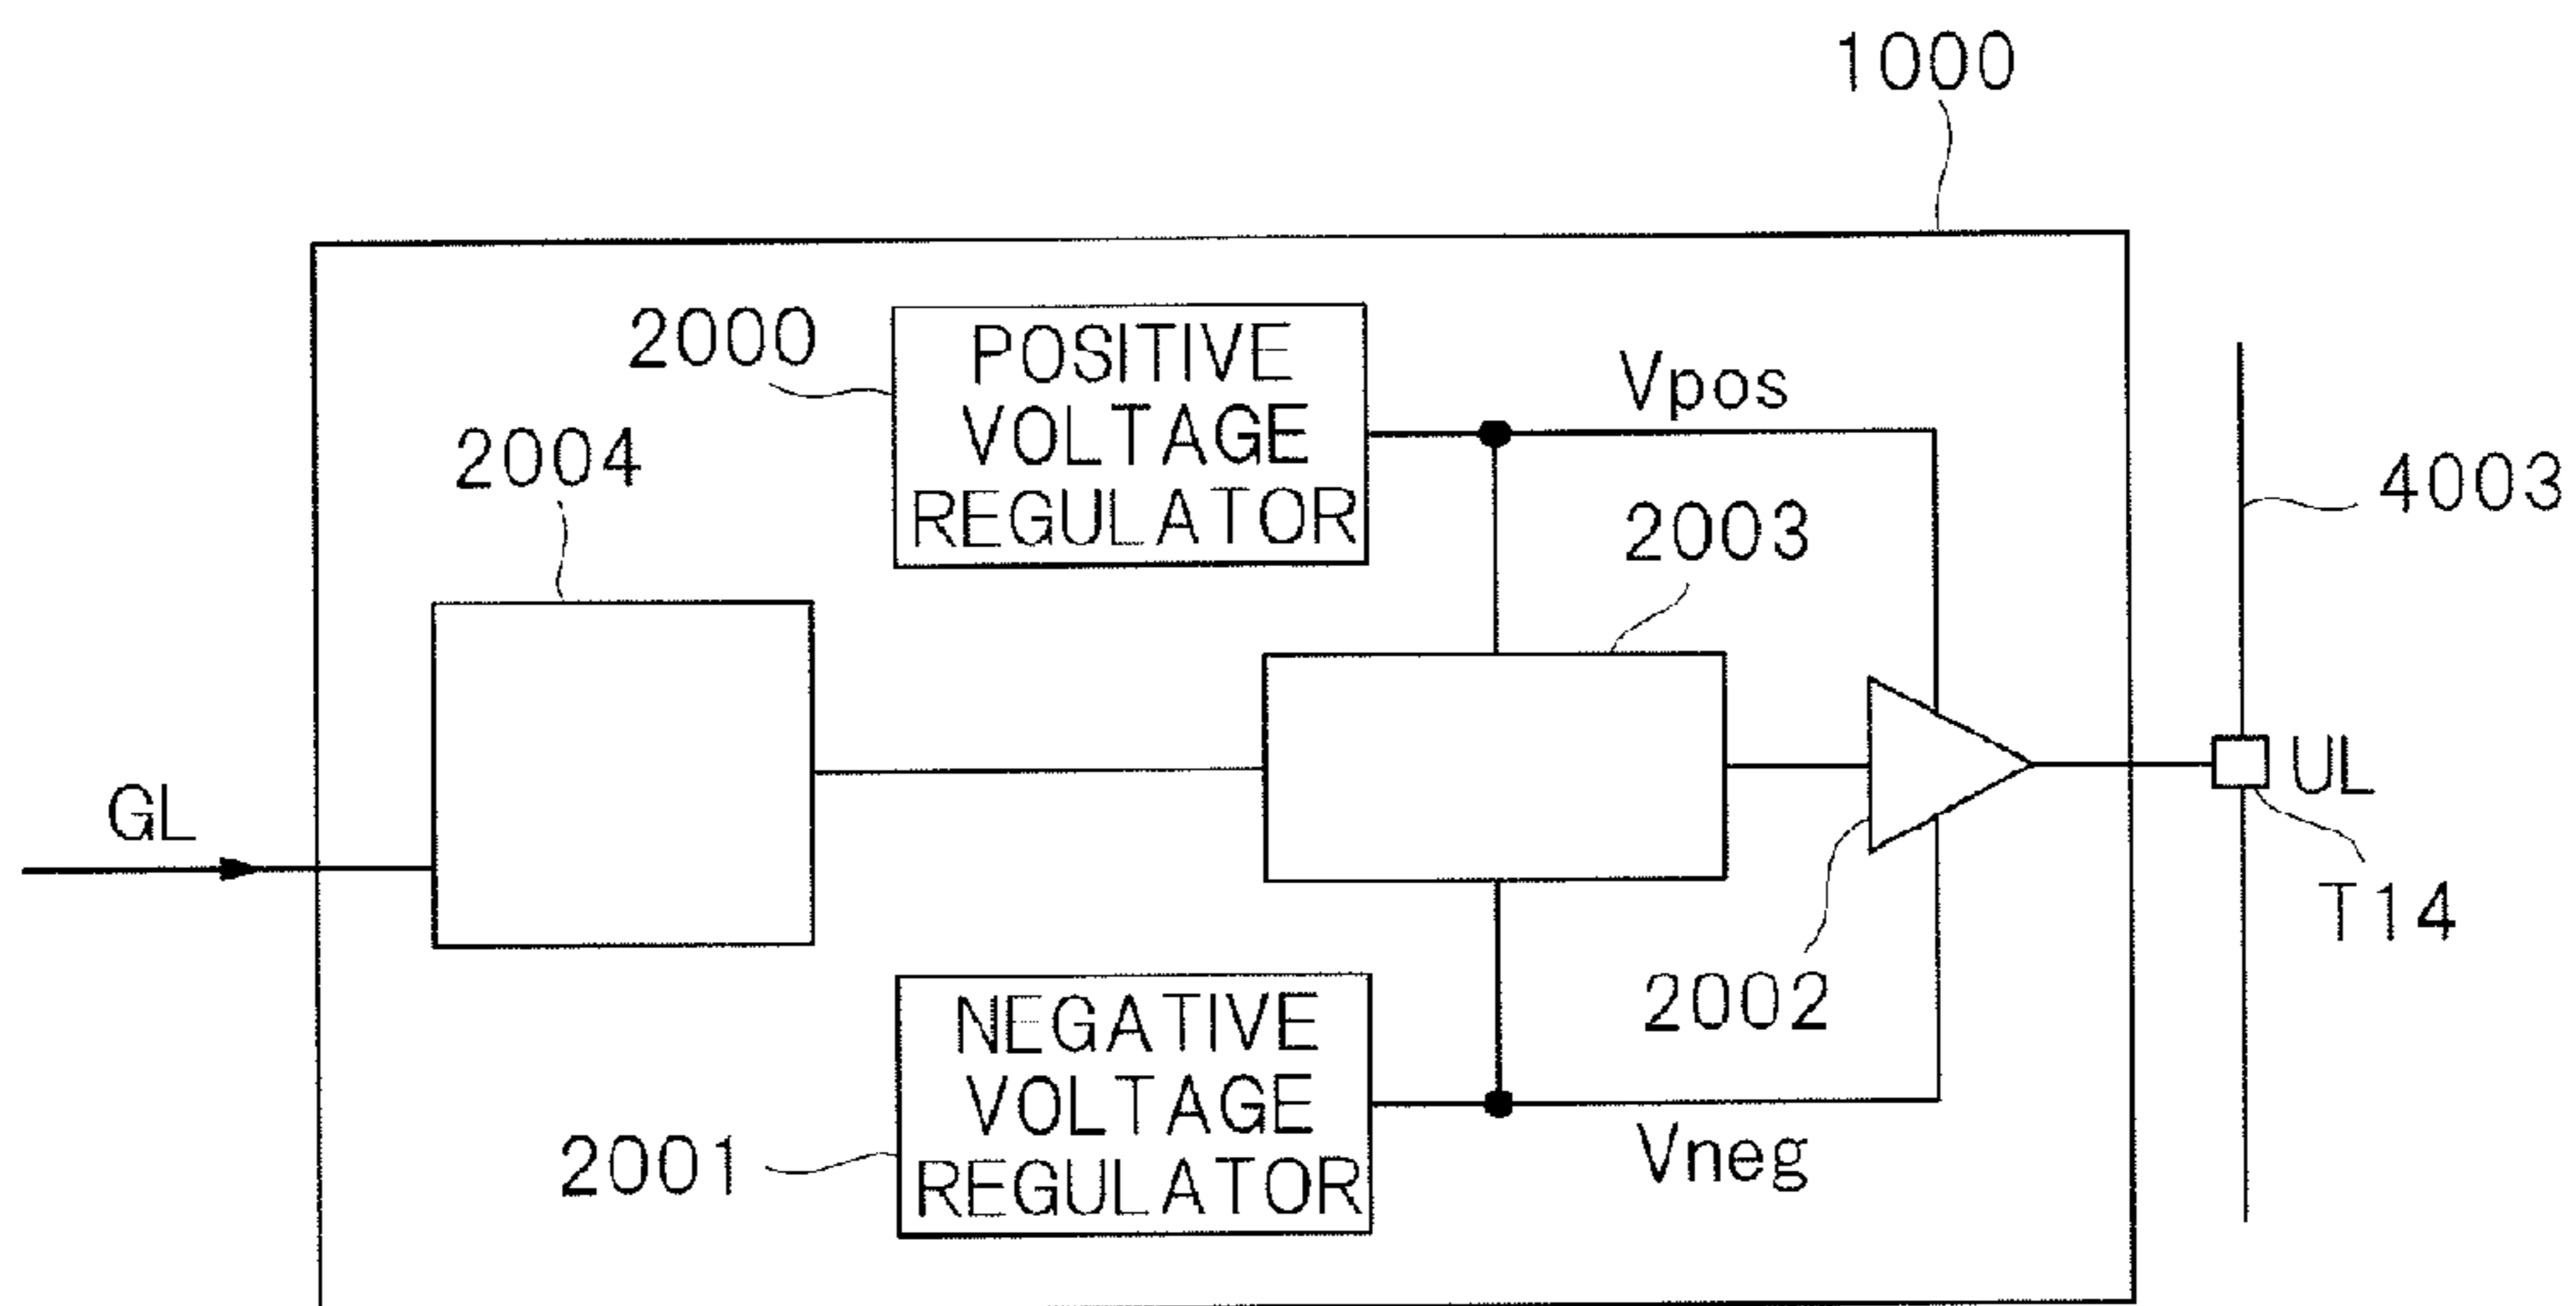 1000
2000
POSITIVE
VOLTAGE
REGULATOR
Vpos
2004
2003
4003
GL
UL
T14
2002
NEGATIVE
VOLTAGE
REGULATOR
2001
Vneg